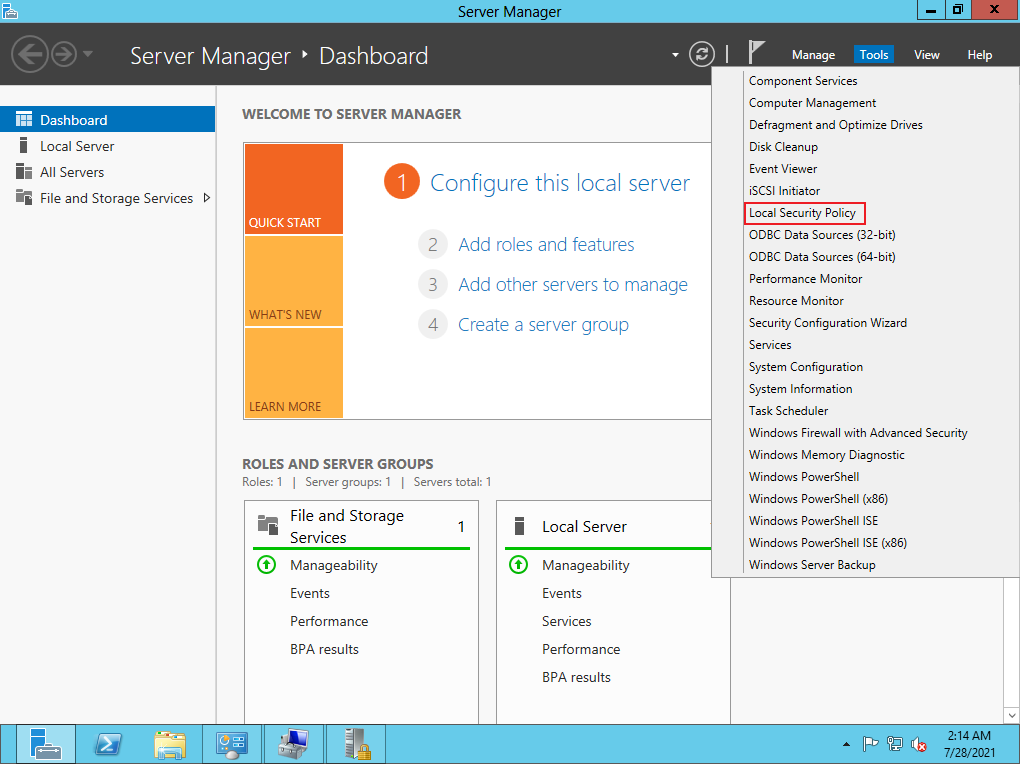 Server Manager
Server Manager ‣ Dashboard
Manage Tools View Help
Dashboard
Local Server
All Servers
File and Storage Services
WELCOME TO SERVER MANAGER
QUICK START
WHAT'S NEW
LEARN MORE
1 Configure this local server
2 Add roles and features
3 Add other servers to manage
4 Create a server group
ROLES AND SERVER GROUPS
Roles: 1 | Server groups: 1 | Servers total: 1
File and Storage
Services
1
Manageability
Events
Performance
BPA results
Local Server
Manageability
Events
Services
Performance
BPA results
Component Services
Computer Management
Defragment and Optimize Drives
Disk Cleanup
Event Viewer
iSCSI Initiator
Local Security Policy
ODBC Data Sources (32-bit)
ODBC Data Sources (64-bit)
Performance Monitor
Resource Monitor
Security Configuration Wizard
Services
System Configuration
System Information
Task Scheduler
Windows Firewall with Advanced Security
Windows Memory Diagnostic
Windows PowerShell
Windows PowerShell (x86)
Windows PowerShell ISE
Windows PowerShell ISE (x86)
Windows Server Backup
2:14 AM
7/28/2021